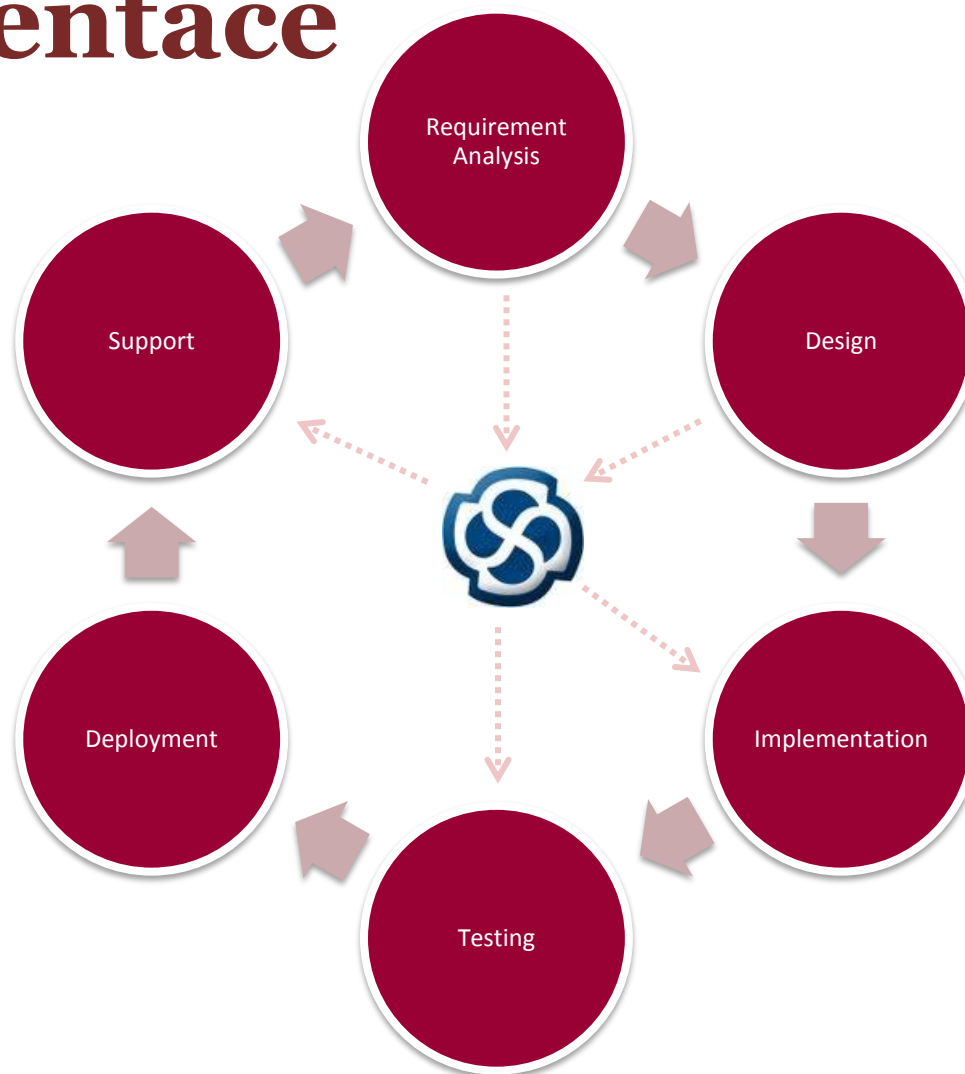 entace
Requirement
Analysis
Support
Design
Deployment
Implementation
Testing